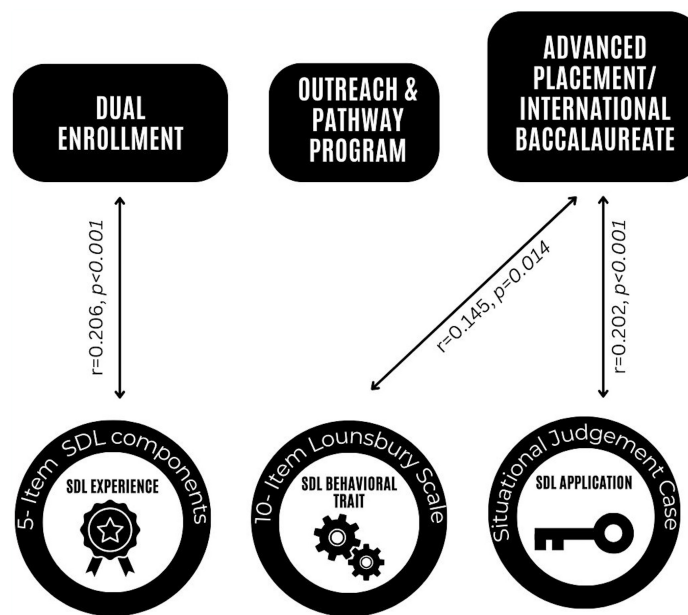 DUAL
ENROLLMENT
OUTREACH &
PATHWAY
PROGRAM
ADVANCED
PLACEMENT/
INTERNATIONAL
BACCALAUREATE
r=0.206, p<0.001
r=0.145, p=0.014
r=0.202, p<0.001
5- Item SDL components
SDL EXPERIENCE
10- Item Lounsbury Scale
SDL BEHAVIORAL
TRAIT
Situational Judgement Case
SDL APPLICATION